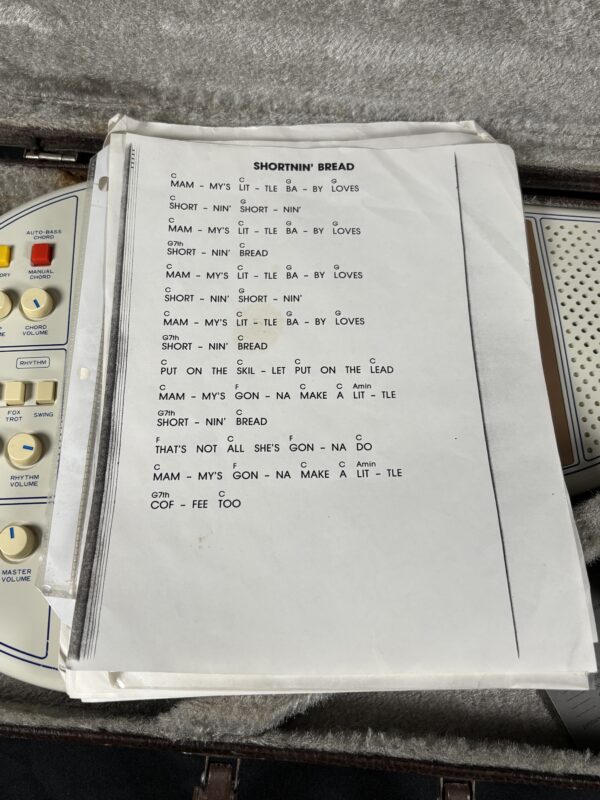 SHORTNIN' BREAD
C C G G
MAM - MY'S LIT - TLE BA - BY LOVES
C G
SHORT - NIN' SHORT - NIN'
C C G G
MAM - MY'S LIT - TLE BA - BY LOVES
G7th C
SHORT - NIN' BREAD
C C G G
MAM - MY'S LIT - TLE BA - BY LOVES
C G
SHORT - NIN' SHORT - NIN'
C C G G
MAM - MY'S LIT - TLE BA - BY LOVES
G7th C
SHORT - NIN' BREAD
C C C C
PUT ON THE SKIL - LET PUT ON THE LEAD
C F C C Amin
MAM - MY'S GON - NA MAKE A LIT - TLE
G7th C
SHORT - NIN' BREAD
F C F C
THAT'S NOT ALL SHE'S GON - NA DO
C F C C Amin
MAM - MY'S GON - NA MAKE A LIT - TLE
G7th C
COF - FEE TOO
AUTO-BASS
CHORD
MANUAL
CHORD
CHORD
VOLUME
RHYTHM
FOX
TROT
SWING
RHYTHM
VOLUME
MASTER
VOLUME